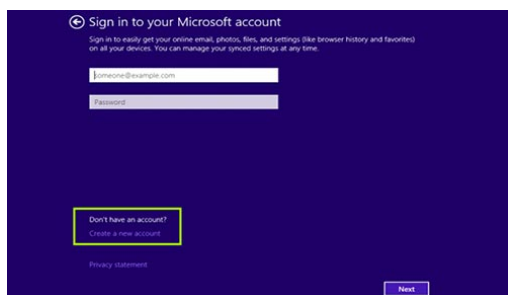 Sign in to your Microsoft account
Sign in to easily get your online email, photos, files, and settings (like browser history and favorites)
on all your devices. You can manage your synced settings at any time.
someone@example.com
Password
Don't have an account?
Create a new account
Privacy statement
Next